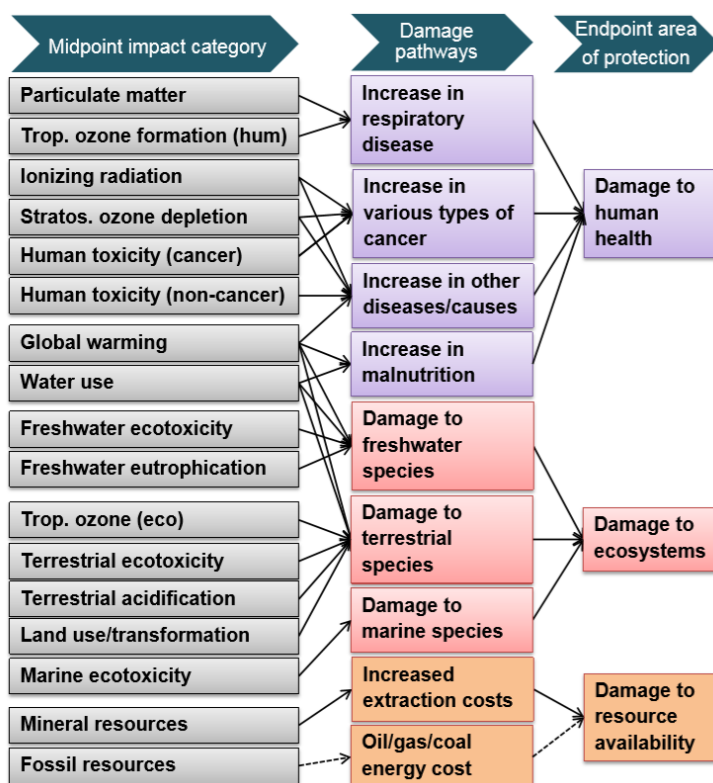 Midpoint impact category
Damage
pathways
Endpoint area
of protection
Particulate matter
Trop. ozone formation (hum)
Ionizing radiation
Stratos. ozone depletion
Human toxicity (cancer)
Human toxicity (non-cancer)
Global warming
Water use
Freshwater ecotoxicity
Freshwater eutrophication
Trop. ozone (eco)
Terrestrial ecotoxicity
Terrestrial acidification
Land use/transformation
Marine ecotoxicity
Mineral resources
Fossil resources
Increase in
respiratory
disease
Increase in
various types of
cancer
Increase in other
diseases/causes
Increase in
malnutrition
Damage to
freshwater
species
Damage to
terrestrial
species
Damage to
marine species
Increased
extraction costs
Oil/gas/coal
energy cost
Damage to
human
health
Damage to
ecosystems
Damage to
resource
availability